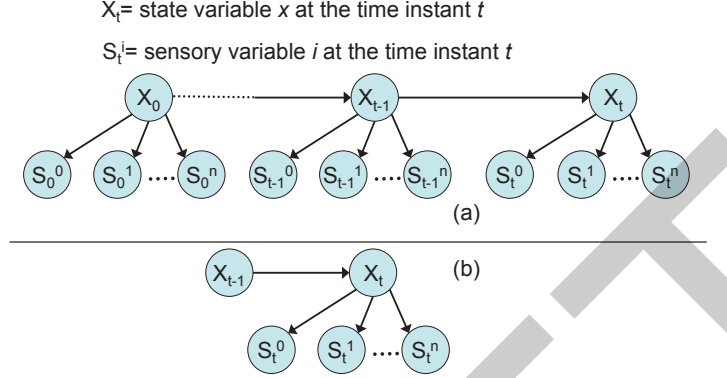 Xₜ= state variable x at the time instant t
Sₜⁱ= sensory variable i at the time instant t
X₀ Xₜ₋₁ Xₜ
S₀⁰ S₀¹ .... S₀ⁿ Sₜ₋₁⁰ Sₜ₋₁¹ .... Sₜ₋₁ⁿ Sₜ⁰ Sₜ¹ .... Sₜⁿ
(a)
Xₜ₋₁ Xₜ (b)
Sₜ⁰ Sₜ¹ .... Sₜⁿ